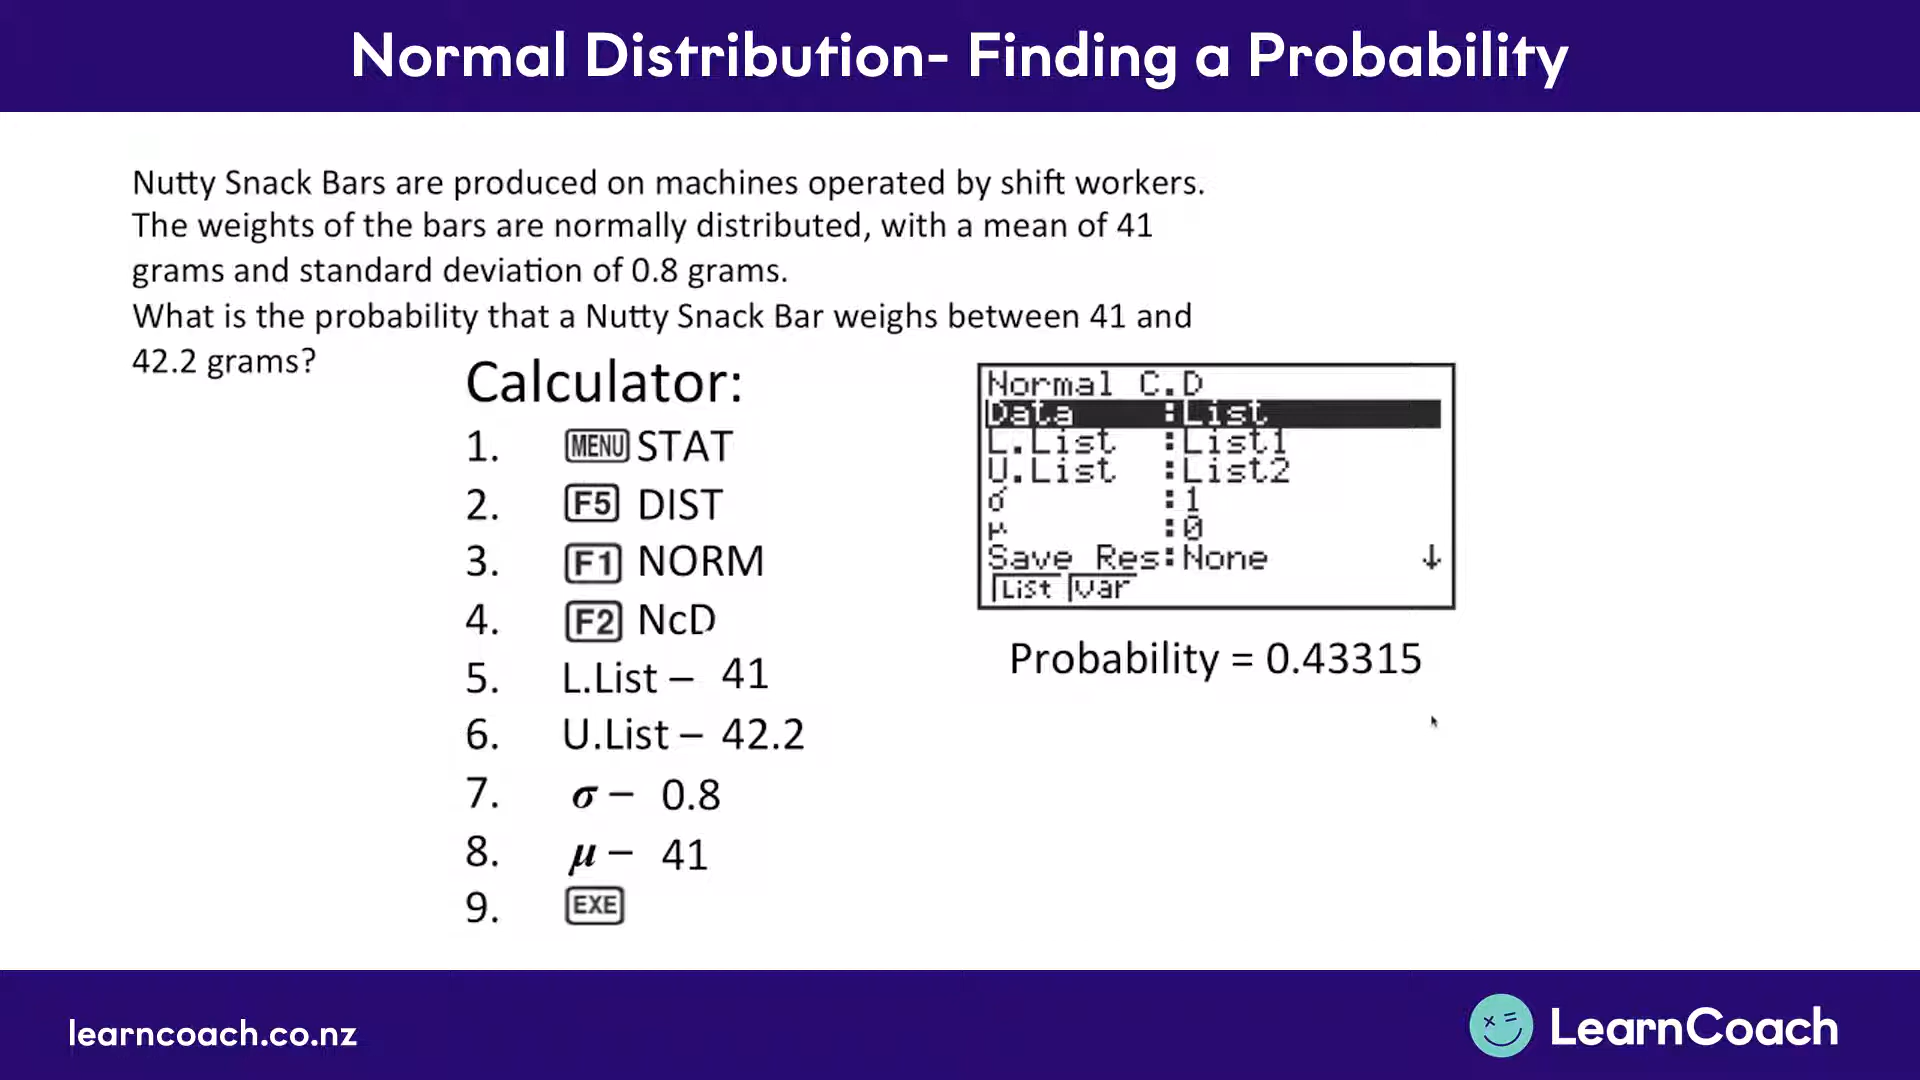 Normal Distribution- Finding a Probability
Nutty Snack Bars are produced on machines operated by shift workers.
The weights of the bars are normally distributed, with a mean of 41
grams and standard deviation of 0.8 grams.
What is the probability that a Nutty Snack Bar weighs between 41 and
42.2 grams?
Calculator:
1. MENU STAT
2. F5 DIST
3. F1 NORM
4. F2 NcD
5. L.List – 41
6. U.List – 42.2
7. σ – 0.8
8. μ – 41
9. EXE
Normal C.D
Data :List
L.List :List1
U.List :List2
σ :1
μ :0
Save Res:None ↓
List Var
Probability = 0.43315
learncoach.co.nz
LearnCoach